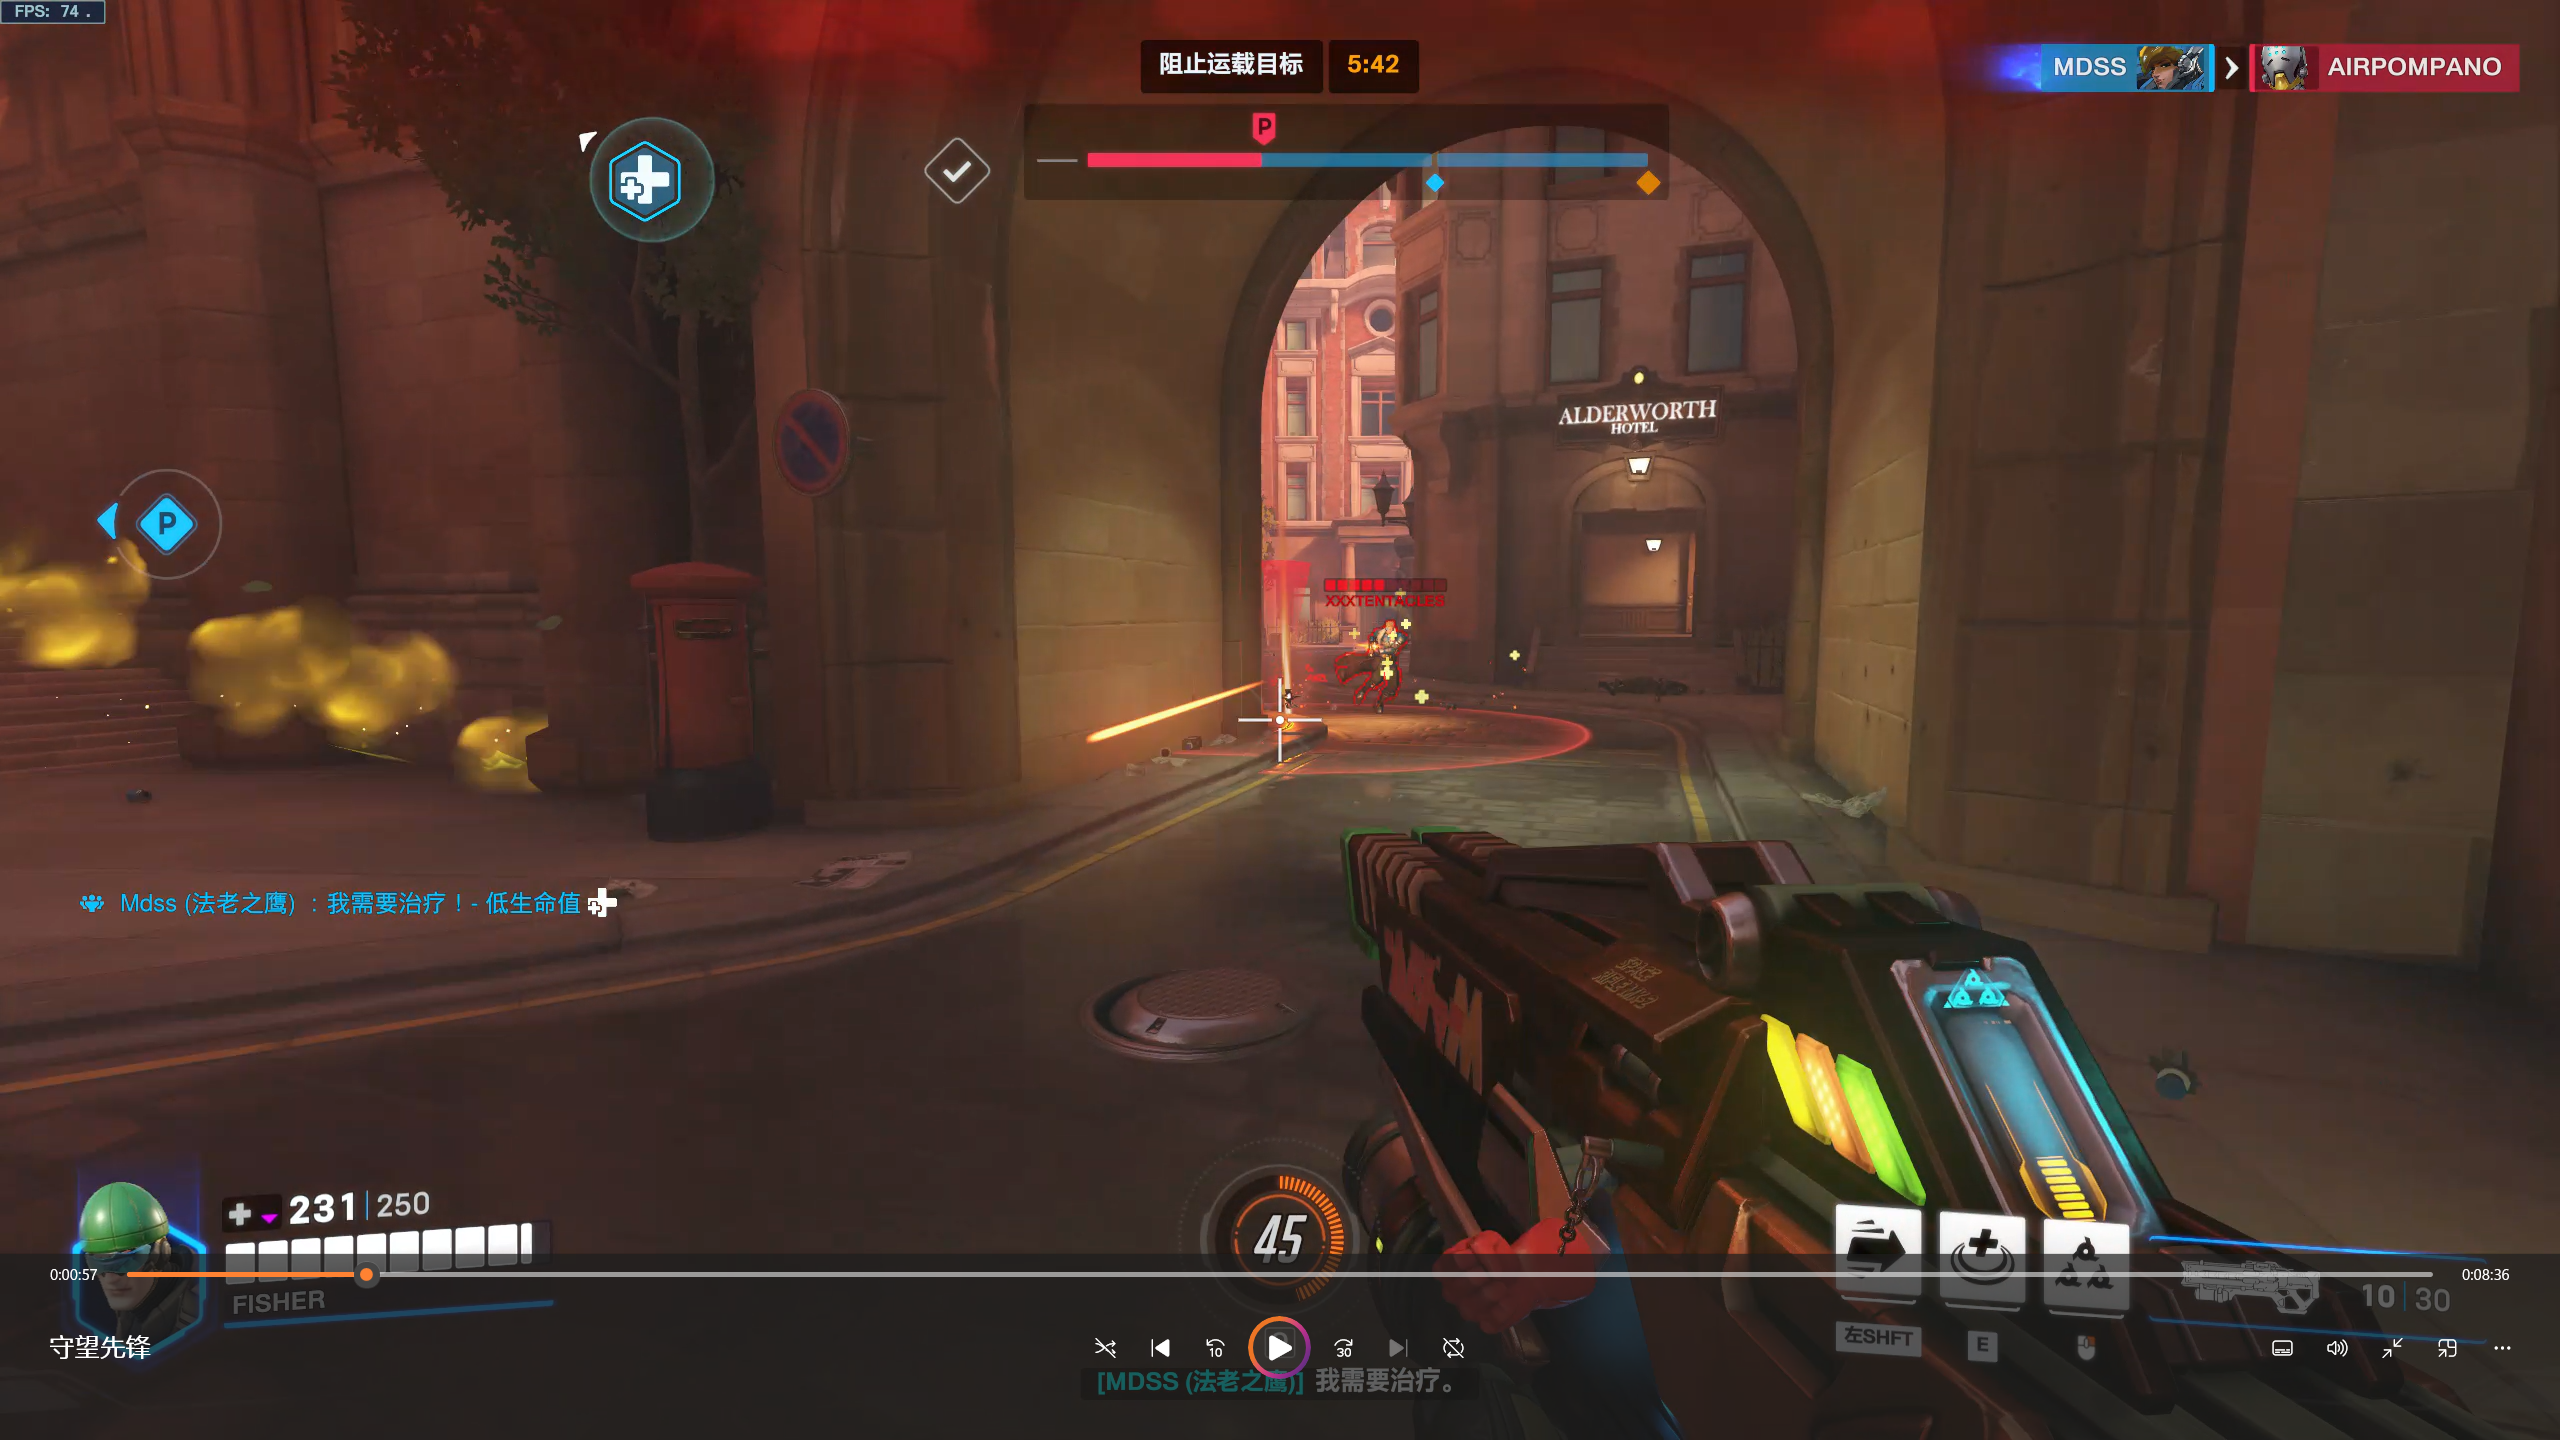 FPS: 74 .
阻止运载目标 5:42
MDSS AIRPOMPANO
P
P
ALDERWORTH
HOTEL
XXXTENTACLES
Mdss (法老之鹰) : 我需要治疗！- 低生命值
231 250
45
FISHER
0:00:57
0:08:36
10 30
左SHFT E
守望先锋
10 30
[MDSS (法老之鹰)] 我需要治疗。